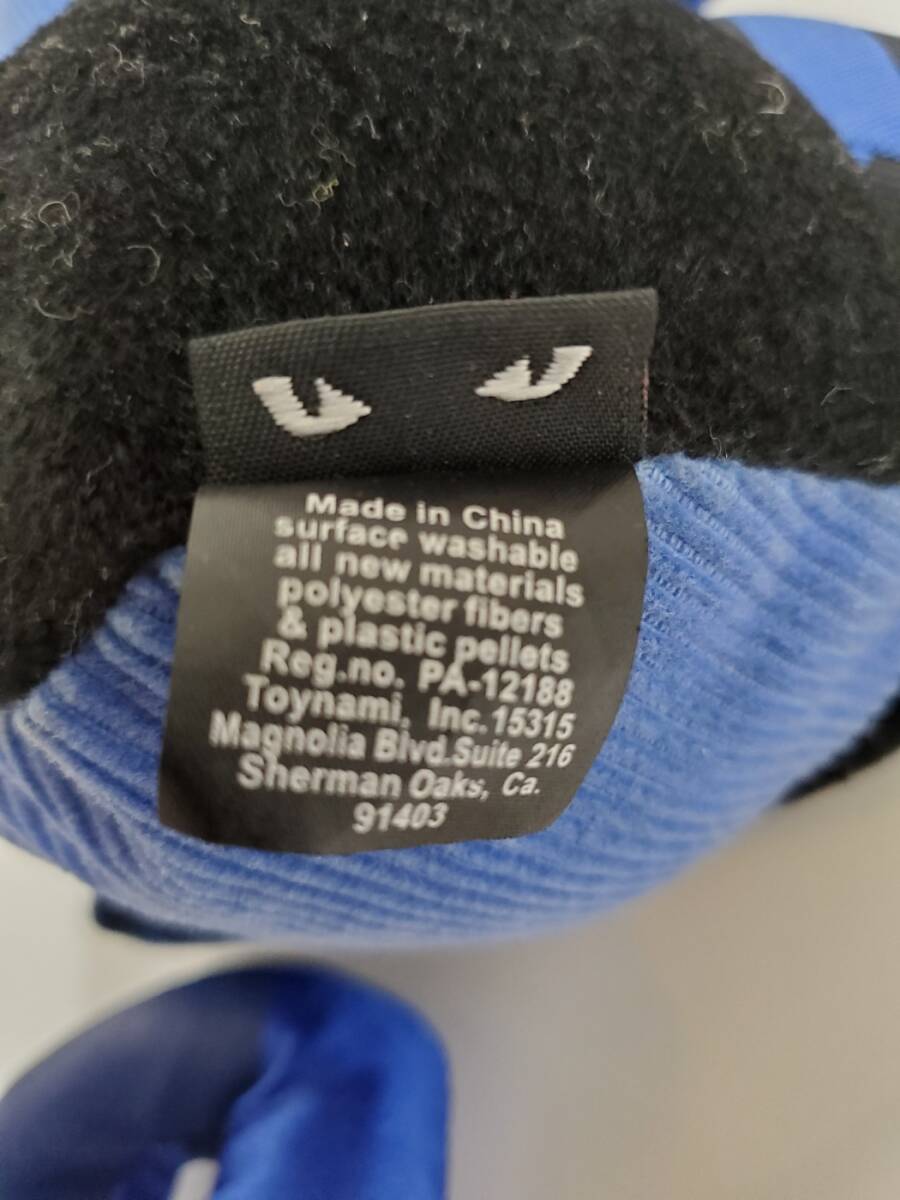 Made in China
surface washable
all new materials
polyester fibers
& plastic pellets
Reg.no. PA-12188
Toynami, Inc.15315
Magnolia Blvd.Suite 216
Sherman Oaks, Ca.
91403